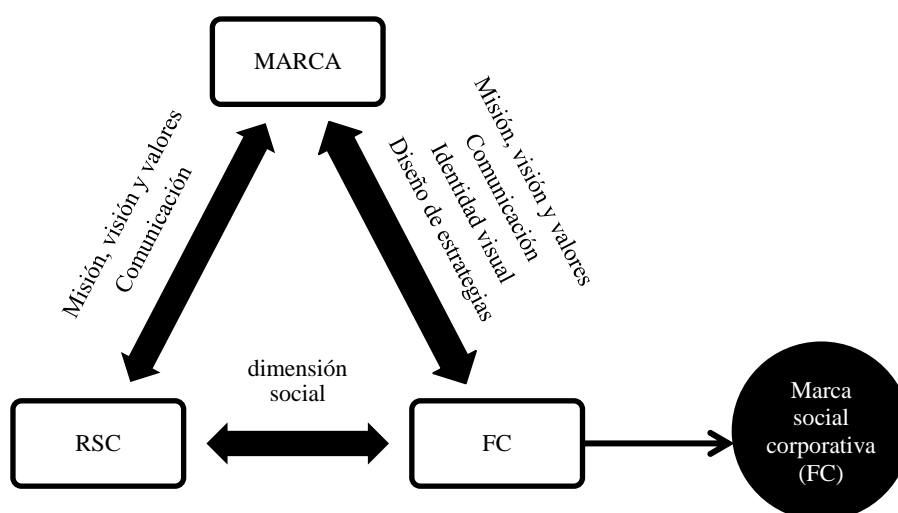 MARCA
Misión, visión y valores
Comunicación
Misión, visión y valores
Comunicación
Identidad visual
Diseño de estrategias
dimensión
social
RSC
FC
Marca
social
corporativa
(FC)